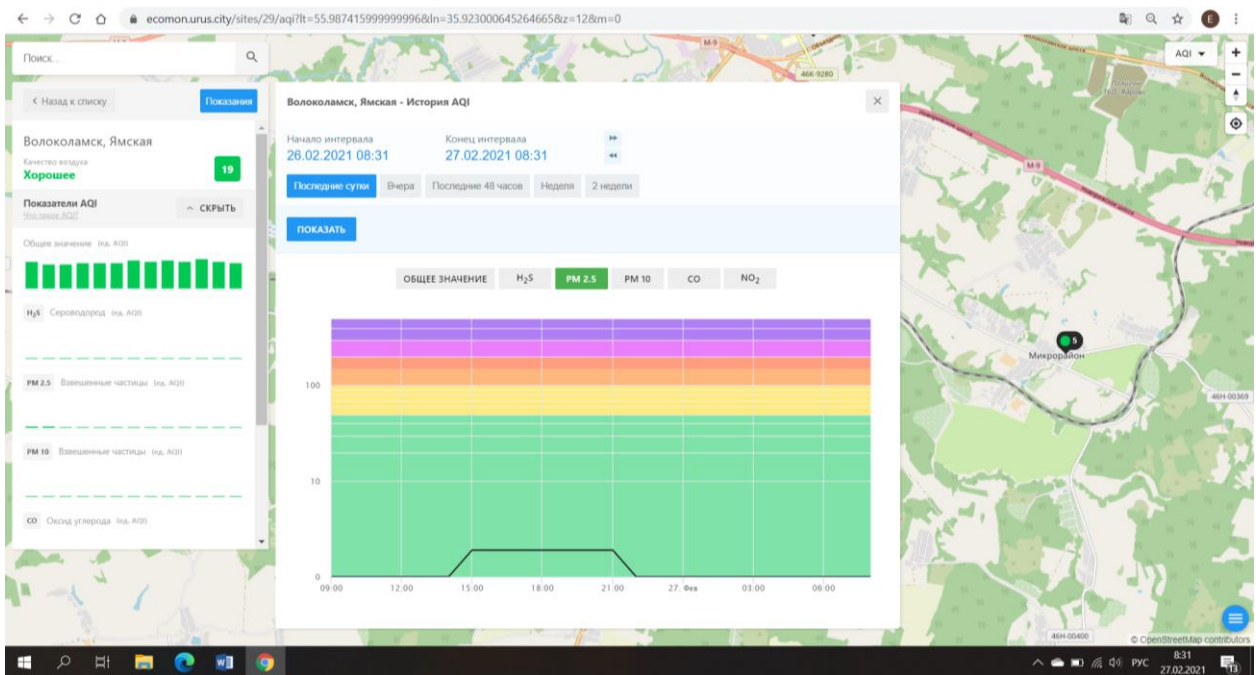 ecomon.urus.city/sites/29/aqi?lt=55.987415999999996&ln=35.923000645264665&z=12&m=0
E
Поиск...
М-9
46К-9280
AQI
+
−
Назад к списку
Показания
Волоколамск, Ямская - История AQI
×
Волоколамск, Ямская
Качество воздуха
Хорошее
19
Начало интервала
Конец интервала
26.02.2021 08:31
27.02.2021 08:31
Последние сутки
Вчера
Последние 48 часов
Неделя
2 недели
Показатели AQI
Что такое AQI?
СКРЫТЬ
ПОКАЗАТЬ
Общее значение (ед. AQI)
ОБЩЕЕ ЗНАЧЕНИЕ
H₂S
PM 2.5
PM 10
CO
NO₂
H₂S Сероводород (ед. AQI)
PM 2.5 Взвешенные частицы (ед. AQI)
PM 10 Взвешенные частицы (ед. AQI)
CO Оксид углерода (ед. AQI)
100
10
0
09:00
12:00
15:00
18:00
21:00
27. Фев
03:00
06:00
М-9
Новорижское шоссе
5
Микрорайон
46Н-00369
46Н-00400
© OpenStreetMap contributors
РУС
8:31
27.02.2021
13